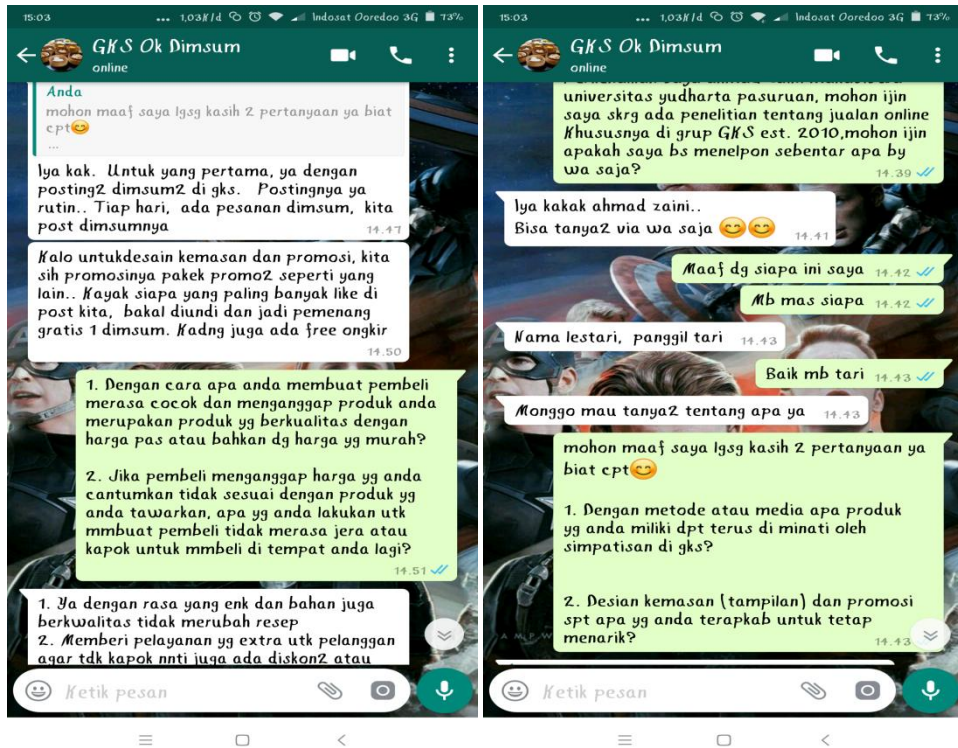 15:03
... 1,03K/d
Indosat Ooredoo 3G
73%
GKS Ok Dimsum
online
Anda
mohon maaf saya lgsg kasih 2 pertanyaan ya biat
cpt😊
...
Iya kak. Untuk yang pertama, ya dengan
posting2 dimsum2 di gks. Postingnya ya
rutin.. Tiap hari, ada pesanan dimsum, kita
post dimsumnya
14.47
Kalo untukdesain kemasan dan promosi, kita
sih promosinya pakek promo2 seperti yang
lain.. Kayak siapa yang paling banyak like di
post kita, bakal diundi dan jadi pemenang
gratis 1 dimsum. Kadng juga ada free ongkir
14.50
1. Dengan cara apa anda membuat pembeli
merasa cocok dan menganggap produk anda
merupakan produk yg berkualitas dengan
harga pas atau bahkan dg harga yg murah?
2. Jika pembeli menganggap harga yg anda
cantumkan tidak sesuai dengan produk yg
anda tawarkan, apa yg anda lakukan utk
mmbuat pembeli tidak merasa jera atau
kapok untuk mmbeli di tempat anda lagi?
14.51
1. Ya dengan rasa yang enk dan bahan juga
berkwalitas tidak merubah resep
2. Memberi pelayanan yg extra utk pelanggan
agar tdk kapok nnti juga ada diskon2 atau
Ketik pesan
15:03
... 1,03K/d
Indosat Ooredoo 3G
73%
GKS Ok Dimsum
online
universitas yudharta pasuruan, mohon ijin
saya skrg ada penelitian tentang jualan online
Khususnya di grup GKS est. 2010,mohon ijin
apakah saya bs menelpon sebentar apa by
wa saja?
14.39
Iya kakak ahmad zaini..
Bisa tanya2 via wa saja 😊😊
14.41
Maaf dg siapa ini saya
14.42
Mb mas siapa
14.42
Nama lestari, panggil tari
14.43
Baik mb tari
14.43
Monggo mau tanya2 tentang apa ya
14.43
mohon maaf saya lgsg kasih 2 pertanyaan ya
biat cpt😊
1. Dengan metode atau media apa produk
yg anda miliki dpt terus di minati oleh
simpatisan di gks?
2. Desian kemasan (tampilan) dan promosi
spt apa yg anda terapkab untuk tetap
menarik?
14.43
Ketik pesan